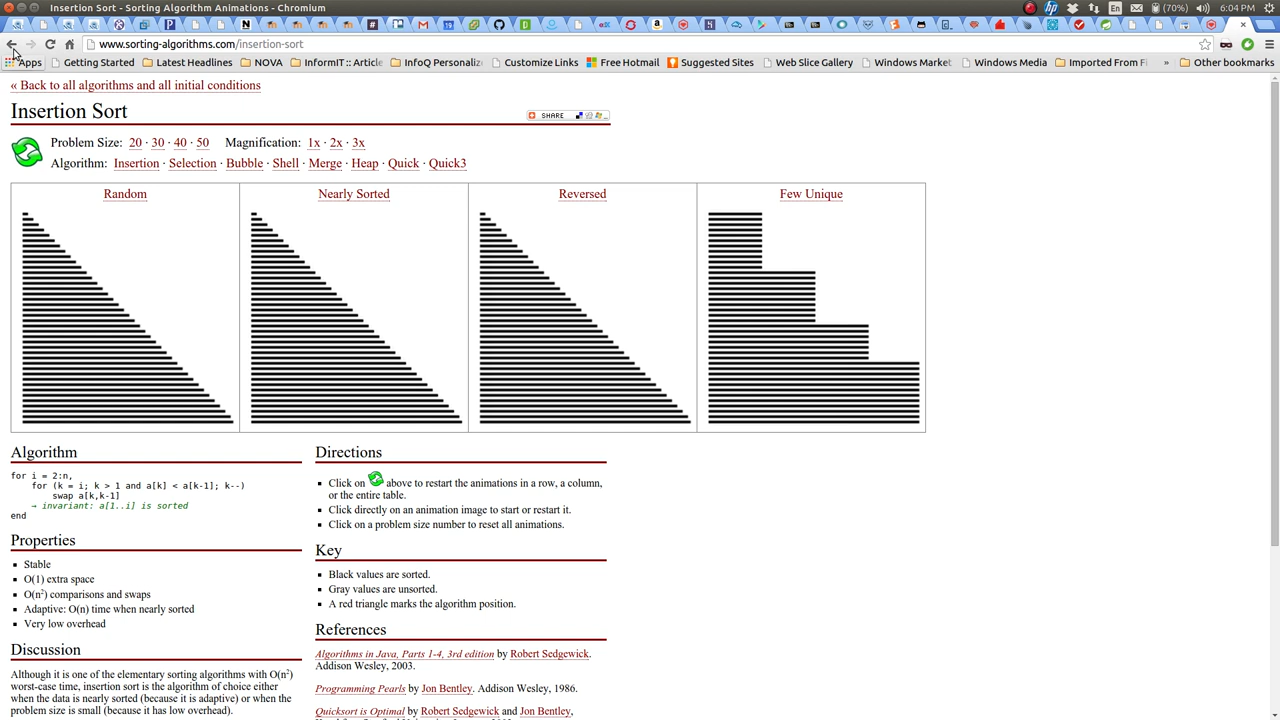 Insertion Sort - Sorting Algorithm Animations - Chromium
En (70%) 6:04 PM
www.sorting-algorithms.com/insertion-sort
Apps Getting Started Latest Headlines NOVA InformIT :: Article InfoQ Personaliz Customize Links Free Hotmail Suggested Sites Web Slice Gallery Windows Market Windows Media Imported From Fi » Other bookmarks
« Back to all algorithms and all initial conditions
Insertion Sort
SHARE
Problem Size: 20 · 30 · 40 · 50 Magnification: 1x · 2x · 3x
Algorithm: Insertion · Selection · Bubble · Shell · Merge · Heap · Quick · Quick3
Random Nearly Sorted Reversed Few Unique
Algorithm
for i = 2:n,
for (k = i; k > 1 and a[k] < a[k-1]; k--)
swap a[k,k-1]
→ invariant: a[1..i] is sorted
end
Properties
Stable
O(1) extra space
O(n²) comparisons and swaps
Adaptive: O(n) time when nearly sorted
Very low overhead
Discussion
Although it is one of the elementary sorting algorithms with O(n²)
worst-case time, insertion sort is the algorithm of choice either
when the data is nearly sorted (because it is adaptive) or when the
problem size is small (because it has low overhead).
Directions
Click on above to restart the animations in a row, a column,
or the entire table.
Click directly on an animation image to start or restart it.
Click on a problem size number to reset all animations.
Key
Black values are sorted.
Gray values are unsorted.
A red triangle marks the algorithm position.
References
Algorithms in Java, Parts 1-4, 3rd edition by Robert Sedgewick.
Addison Wesley, 2003.
Programming Pearls by Jon Bentley. Addison Wesley, 1986.
Quicksort is Optimal by Robert Sedgewick and Jon Bentley,